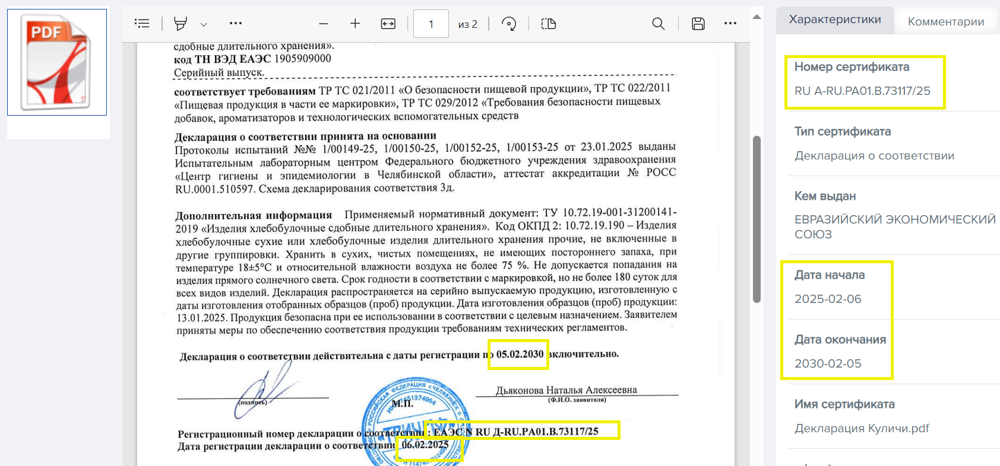 PDF
1
из 2
сдобные длительного хранения».
код ТН ВЭД ЕАЭС 1905909000
Серийный выпуск.
соответствует требованиям ТР ТС 021/2011 «О безопасности пищевой продукции», ТР ТС 022/2011
«Пищевая продукция в части ее маркировки», ТР ТС 029/2012 «Требования безопасности пищевых
добавок, ароматизаторов и технологических вспомогательных средств
Декларация о соответствии принята на основании
Протоколы испытаний №№ 1/00149-25, 1/00150-25, 1/00152-25, 1/00153-25 от 23.01.2025 выданы
Испытательным лабораторным центром Федерального бюджетного учреждения здравоохранения
«Центр гигиены и эпидемиологии в Челябинской области», аттестат аккредитации № РОСС
RU.0001.510597. Схема декларирования соответствия 3д.
Дополнительная информация Применяемый нормативный документ: ТУ 10.72.19-001-31200141-
2019 «Изделия хлебобулочные сдобные длительного хранения». Код ОКПД 2: 10.72.19.190 – Изделия
хлебобулочные сухие или хлебобулочные изделия длительного хранения прочие, не включенные в
другие группировки. Хранить в сухих, чистых помещениях, не имеющих постороннего запаха, при
температуре 18±5°С и относительной влажности воздуха не более 75 %. Не допускается попадания на
изделия прямого солнечного света. Срок годности в соответствии с маркировкой, но не более 180 суток для
всех видов изделий. Декларация распространяется на серийно выпускаемую продукцию, изготовленную с
даты изготовления отобранных образцов (проб) продукции. Дата изготовления образцов (проб) продукции:
13.01.2025. Продукция безопасна при ее использовании в соответствии с целевым назначением. Заявителем
приняты меры по обеспечению соответствия продукции требованиям технических регламентов.
Декларация о соответствии действительна с даты регистрации по 05.02.2030 включительно.
Дьяконова Наталья Алексеевна
(подпись)
М.П.
(Ф.И.О. заявителя)
РОССИЙСКАЯ ФЕДЕРАЦИЯ г.ЧЕЛЯБИНСК
«ТРИУМФ»
Регистрационный номер декларации о соответствии: ЕАЭС N RU Д-RU.РА01.В.73117/25
Дата регистрации декларации о соответствии 06.02.2025
Характеристики
Комментарии
Номер сертификата
RU А-RU.РА01.В.73117/25
Тип сертификата
Декларация о соответствии
Кем выдан
ЕВРАЗИЙСКИЙ ЭКОНОМИЧЕСКИЙ
СОЮЗ
Дата начала
2025-02-06
Дата окончания
2030-02-05
Имя сертификата
Декларация Куличи.pdf